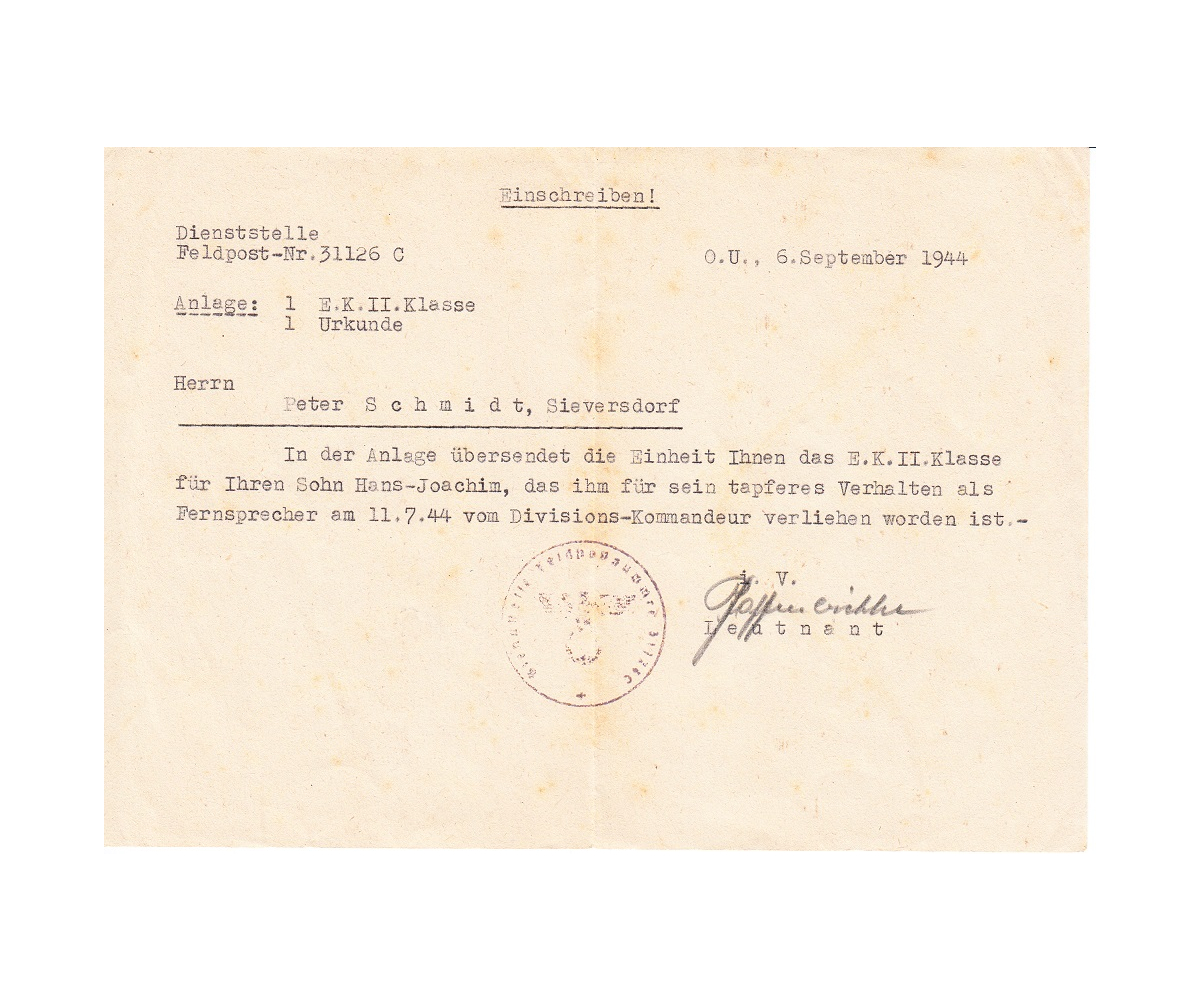 Einschreiben!
Dienststelle
Feldpost-Nr.31126 C
O.U., 6.September 1944
Anlage: 1 E.K.II.Klasse
1 Urkunde
Herrn
Peter S c h m i d t, Sieversdorf
In der Anlage übersendet die Einheit Ihnen das E.K.II.Klasse
für Ihren Sohn Hans-Joachim, das ihm für sein tapferes Verhalten als
Fernsprecher am 11.7.44 vom Divisions-Kommandeur verliehen worden ist.-
i. V.
L e u t n a n t